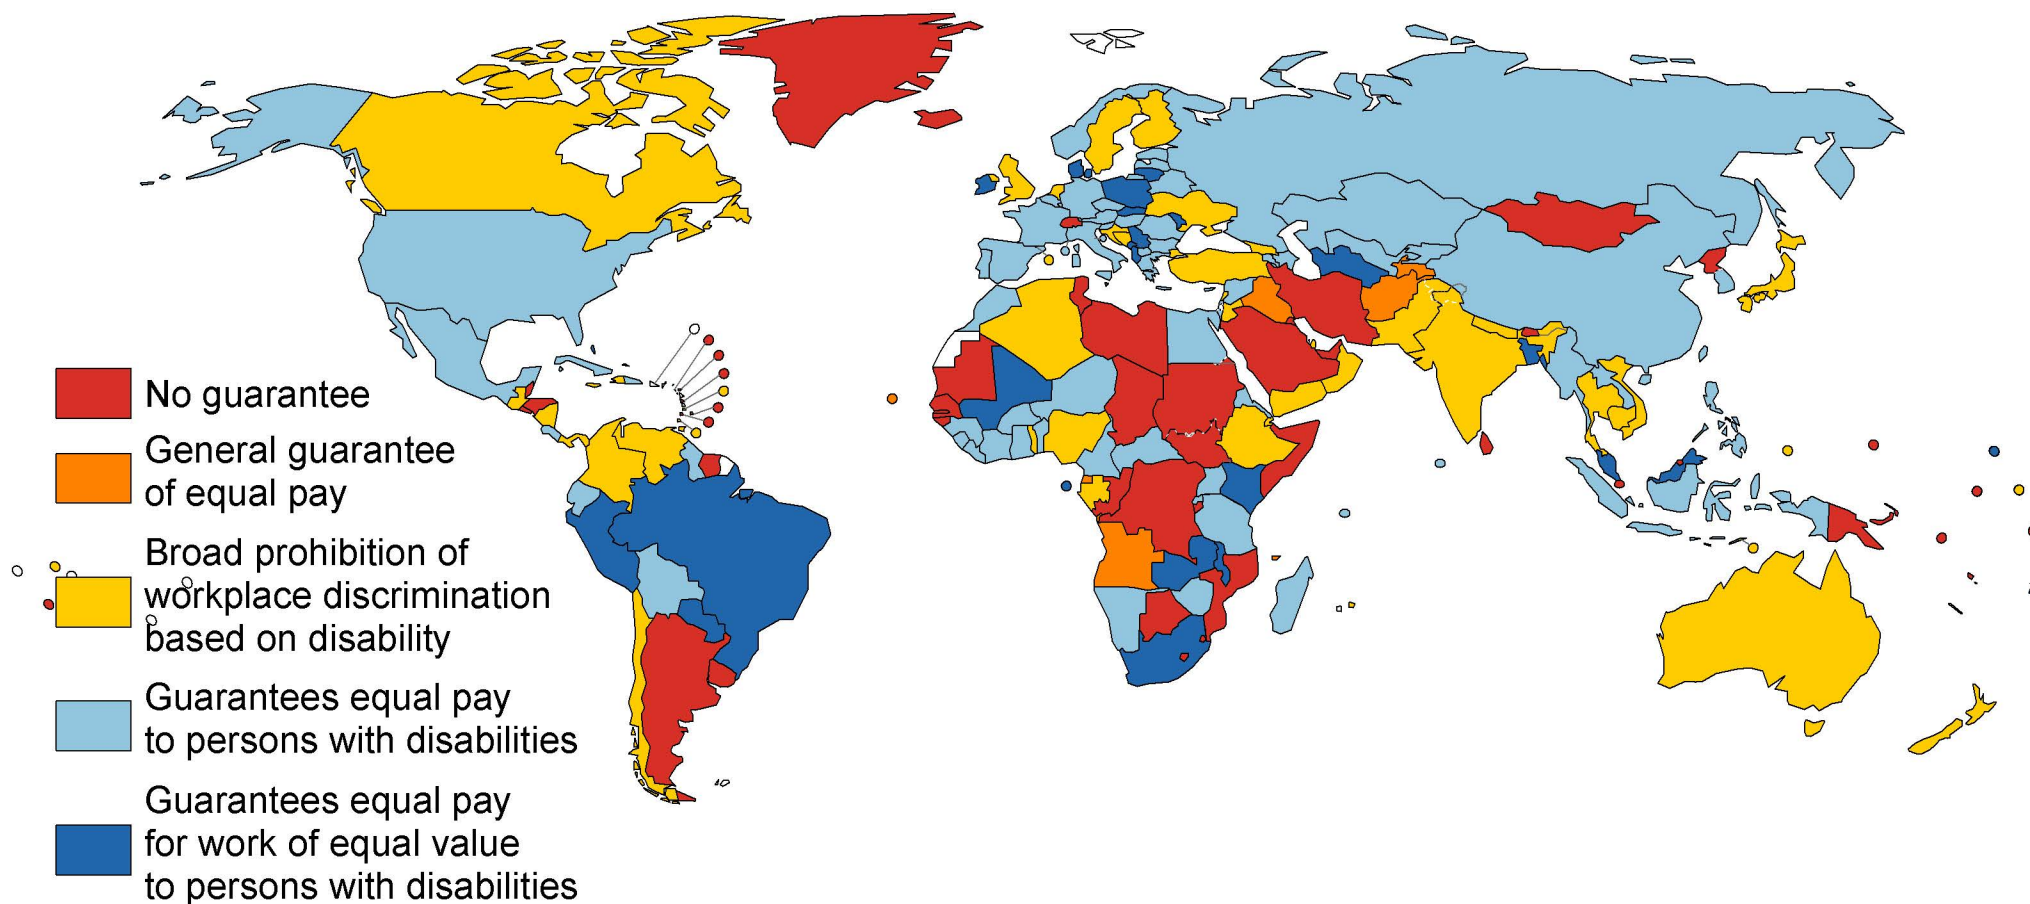 No guarantee
General guarantee
of equal pay
Broad prohibition of
workplace discrimination
based on disability
Guarantees equal pay
to persons with disabilities
Guarantees equal pay
for work of equal value
to persons with disabilities